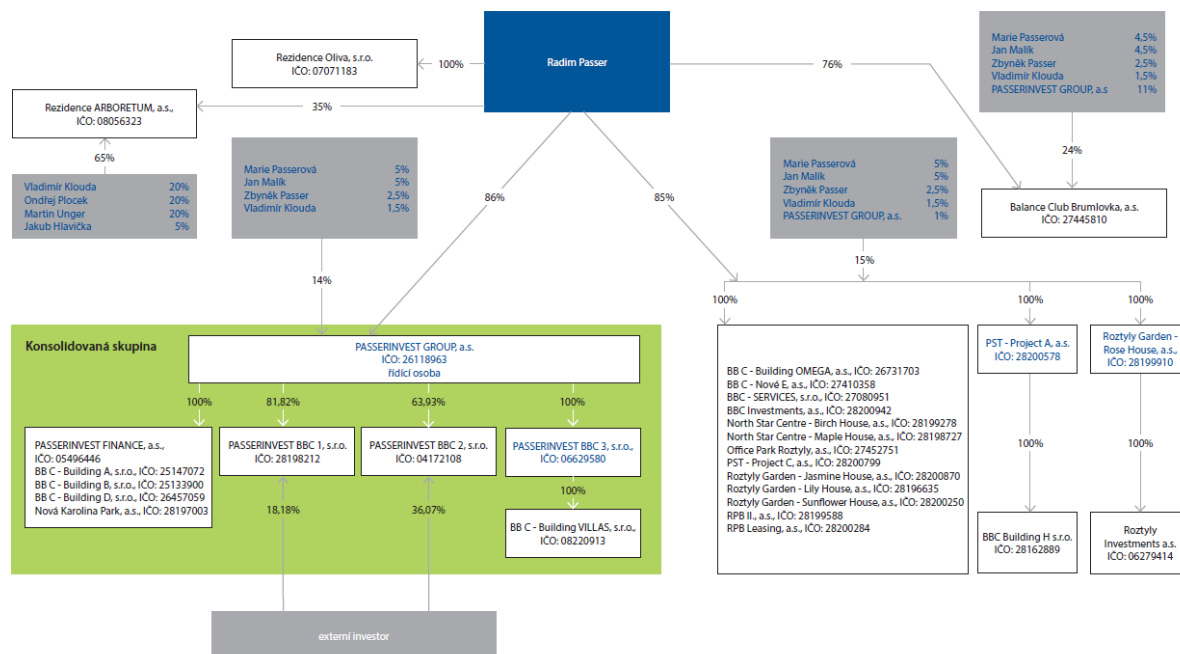 Radim Passer
Rezidence Oliva, s.r.o.
IČO: 07071183
100%
76%
Marie Passerová 4,5%
Jan Malík 4,5%
Zbyněk Passer 2,5%
Vladimír Klouda 1,5%
PASSERINVEST GROUP, a.s 11%
Rezidence ARBORETUM, a.s.,
IČO: 08056323
35%
65%
Vladimír Klouda 20%
Ondřej Plocek 20%
Martin Unger 20%
Jakub Hlavička 5%
Marie Passerová 5%
Jan Malík 5%
Zbyněk Passer 2,5%
Vladimír Klouda 1,5%
86%
85%
Marie Passerová 5%
Jan Malík 5%
Zbyněk Passer 2,5%
Vladimír Klouda 1,5%
PASSERINVEST GROUP, a.s. 1%
24%
Balance Club Brumlovka, a.s.
IČO: 27445810
14%
15%
100%
100%
100%
Konsolidovaná skupina
PASSERINVEST GROUP, a.s.
IČO: 26118963
řídící osoba
100%
81,82%
63,93%
100%
PASSERINVEST FINANCE, a.s.,
IČO: 05496446
BB C - Building A, s.r.o., IČO: 25147072
BB C - Building B, s.r.o., IČO: 25133900
BB C - Building D, s.r.o., IČO: 26457059
Nová Karolina Park, a.s., IČO: 28197003
PASSERINVEST BBC 1, s.r.o.
IČO: 28198212
PASSERINVEST BBC 2, s.r.o.
IČO: 04172108
PASSERINVEST BBC 3, s.r.o.,
IČO: 06629580
18,18%
36,07%
100%
BB C - Building VILLAS, s.r.o.,
IČO: 08220913
externí investor
BB C - Building OMEGA, a.s., IČO: 26731703
BB C - Nové E, a.s., IČO: 27410358
BBC - SERVICES, s.r.o., IČO: 27080951
BBC Investments, a.s., IČO: 28200942
North Star Centre - Birch House, a.s., IČO: 28199278
North Star Centre - Maple House, a.s., IČO: 28198727
Office Park Roztyly, a.s., IČO: 27452751
PST - Project C, a.s., IČO: 28200799
Roztyly Garden - Jasmine House, a.s., IČO: 28200870
Roztyly Garden - Lily House, a.s., IČO: 28196635
Roztyly Garden - Sunflower House, a.s., IČO: 28200250
RPB II., a.s., IČO: 28199588
RPB Leasing, a.s., IČO: 28200284
PST - Project A, a.s.
IČO: 28200578
100%
BBC Building H s.r.o.
IČO: 28162889
Roztyly Garden -
Rose House, a.s.,
IČO: 28199910
100%
Roztyly
Investments a.s.
IČO: 06279414